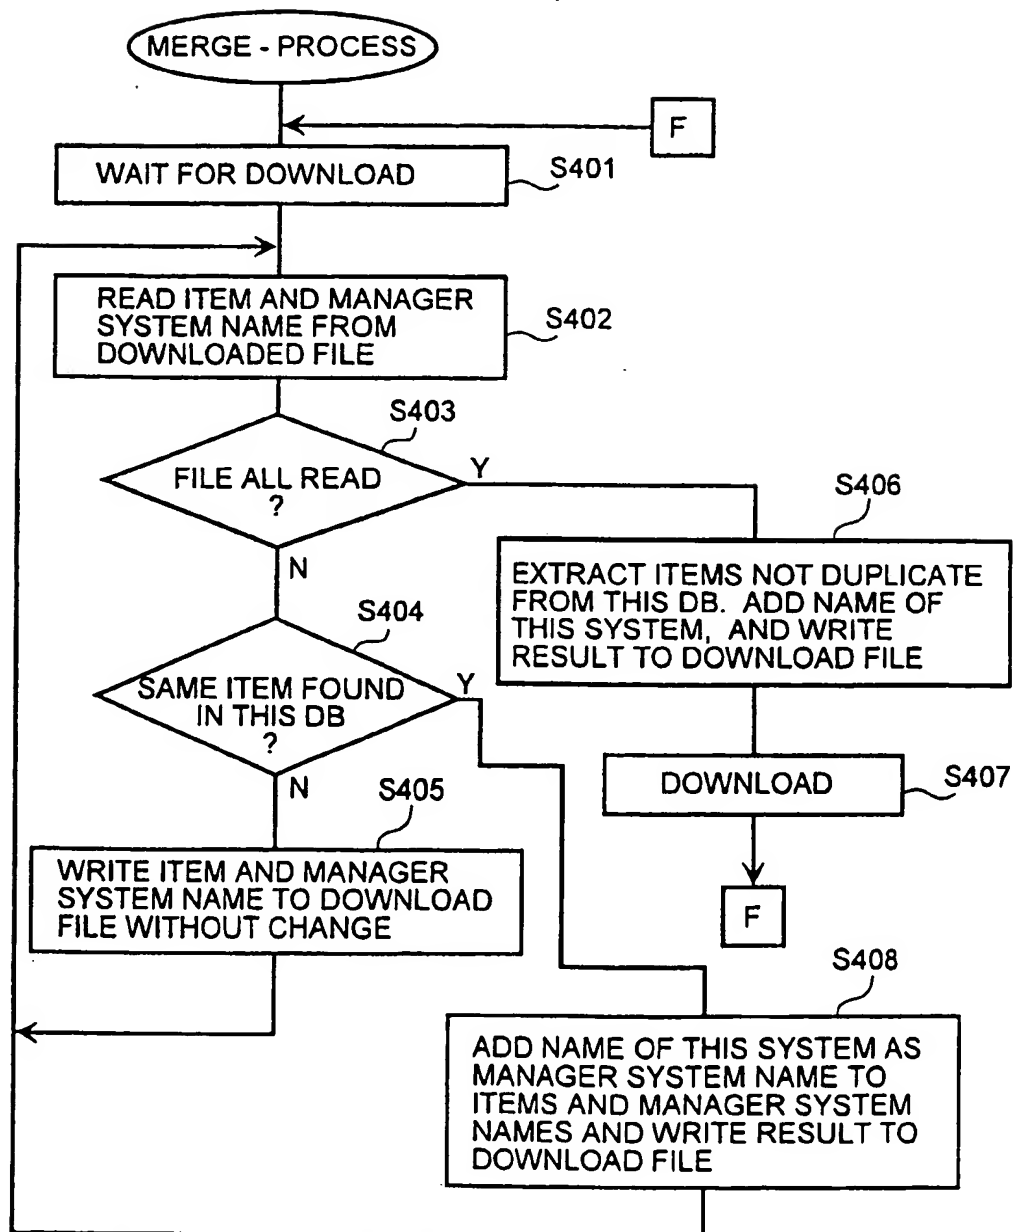 MERGE - PROCESS
F
WAIT FOR DOWNLOAD
S401
READ ITEM AND MANAGER
SYSTEM NAME FROM
DOWNLOADED FILE
S402
S403
FILE ALL READ
?
Y
N
S406
EXTRACT ITEMS NOT DUPLICATE
FROM THIS DB. ADD NAME OF
THIS SYSTEM, AND WRITE
RESULT TO DOWNLOAD FILE
S404
SAME ITEM FOUND
IN THIS DB
?
Y
N
DOWNLOAD
S407
S405
WRITE ITEM AND MANAGER
SYSTEM NAME TO DOWNLOAD
FILE WITHOUT CHANGE
F
S408
ADD NAME OF THIS SYSTEM AS
MANAGER SYSTEM NAME TO
ITEMS AND MANAGER SYSTEM
NAMES AND WRITE RESULT TO
DOWNLOAD FILE